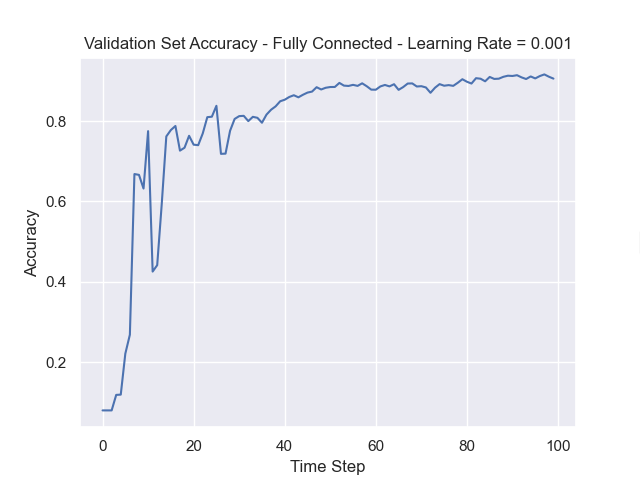 Validation Set Accuracy - Fully Connected - Learning Rate = 0.001
0.8
0.6
0.4
0.2
Accuracy
0 20 40 60 80 100
Time Step